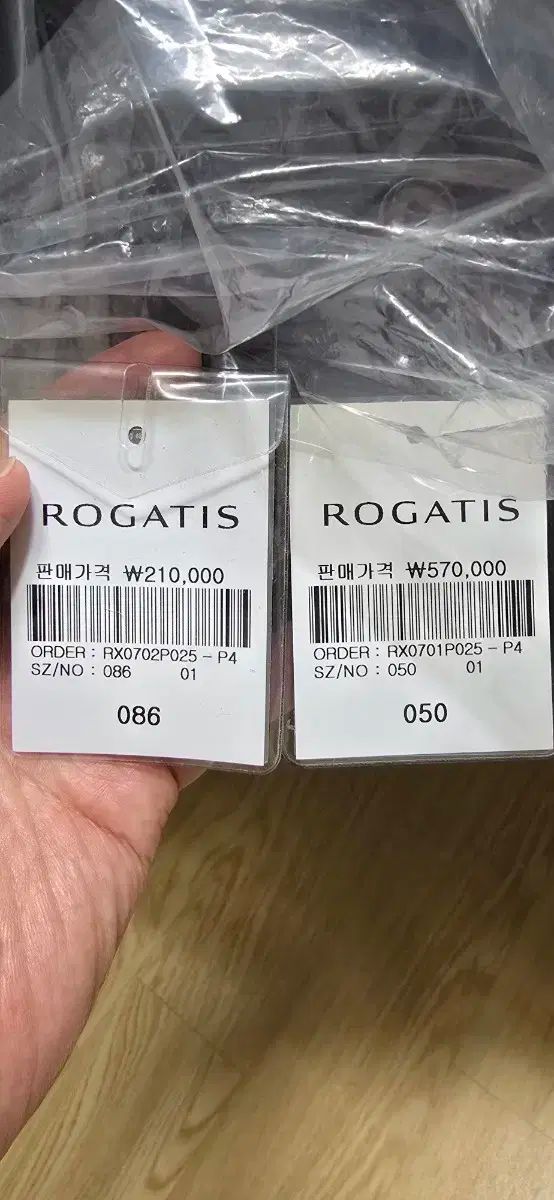 ROGATIS
판매가격 ₩210,000
ORDER : RX0702P025 - P4
SZ/NO : 086 01
086
ROGATIS
판매가격 ₩570,000
ORDER : RX0701P025 - P4
SZ/NO : 050 01
050